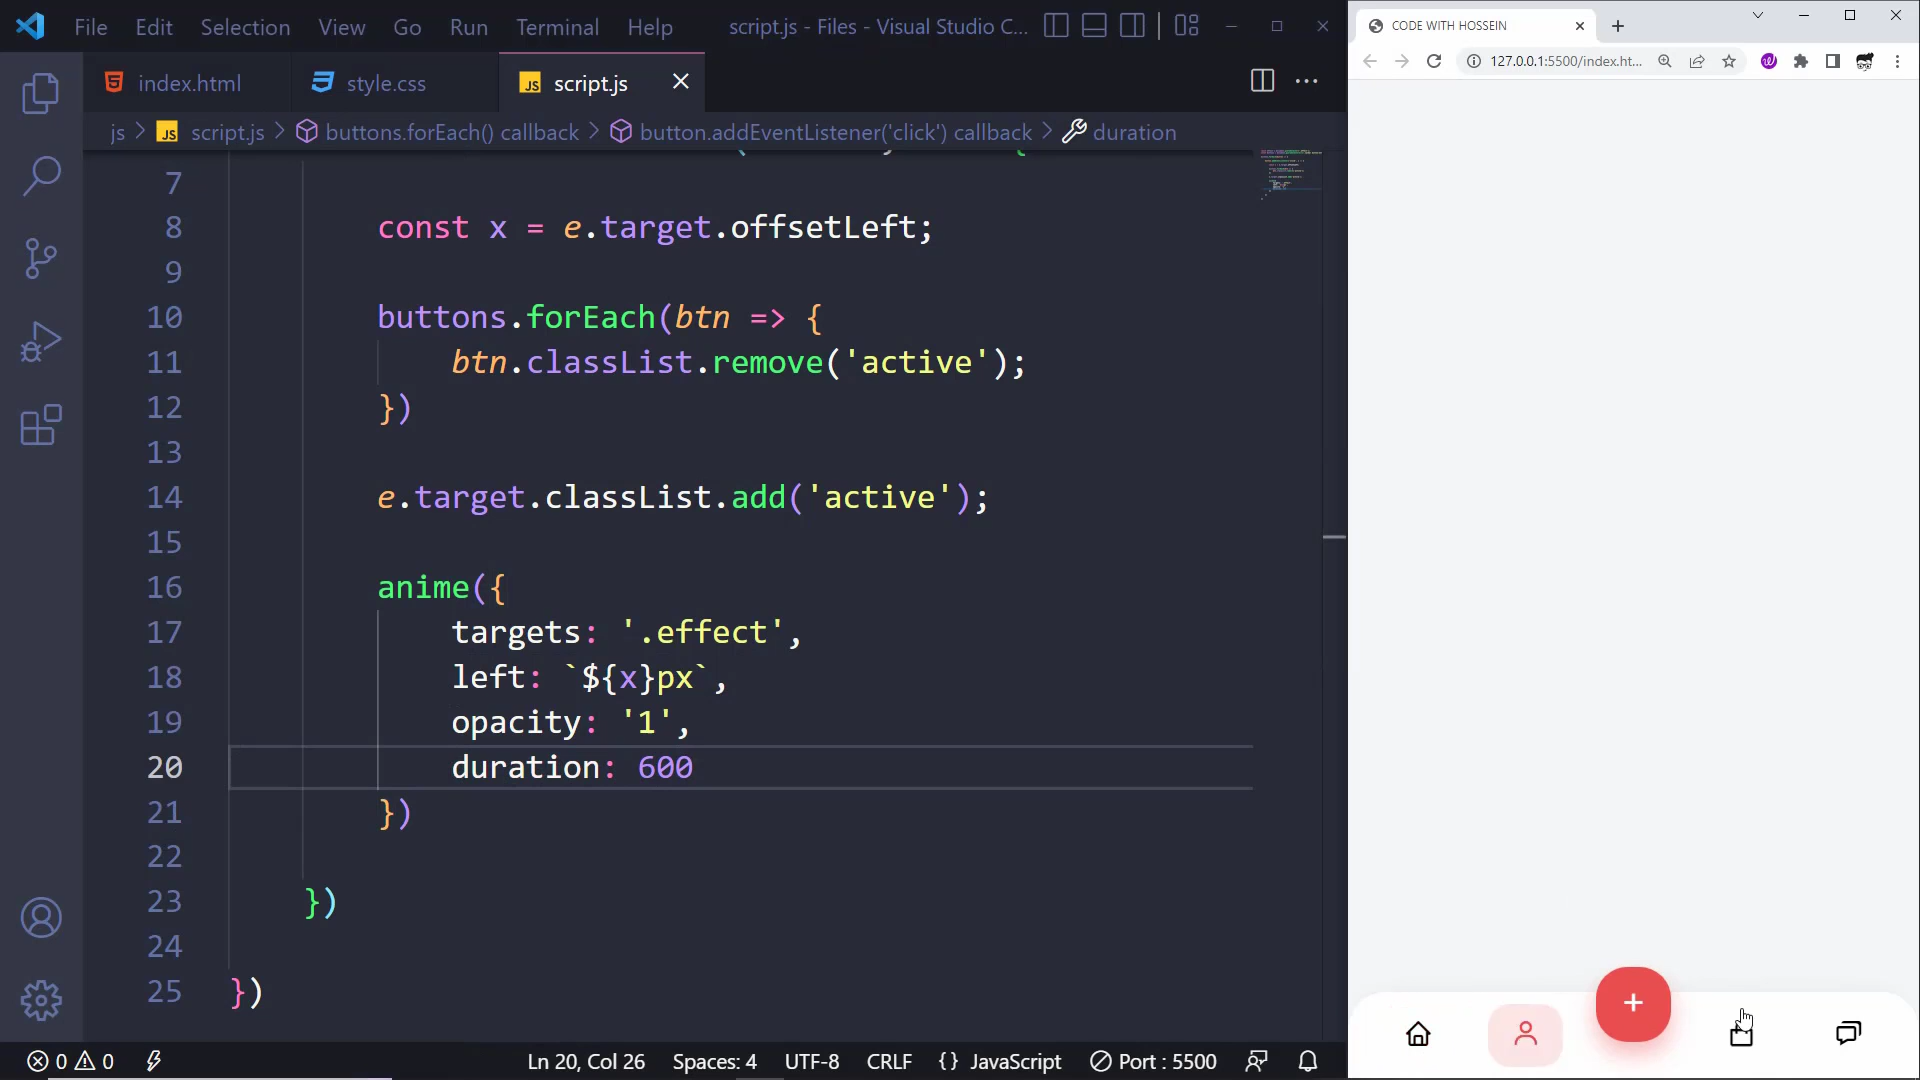 File Edit Selection View Go Run Terminal Help script.js - Files - Visual Studio C...
index.html style.css JS script.js
js > JS script.js > buttons.forEach() callback > button.addEventListener('click') callback > duration
7
8 const x = e.target.offsetLeft;
9
10 buttons.forEach(btn => {
11 btn.classList.remove('active');
12 })
13
14 e.target.classList.add('active');
15
16 anime({
17 targets: '.effect',
18 left: `${x}px`,
19 opacity: '1',
20 duration: 600
21 })
22
23 })
24
25 })
0 0 Ln 20, Col 26 Spaces: 4 UTF-8 CRLF {} JavaScript Port : 5500
CODE WITH HOSSEIN
127.0.0.1:5500/index.ht...
+